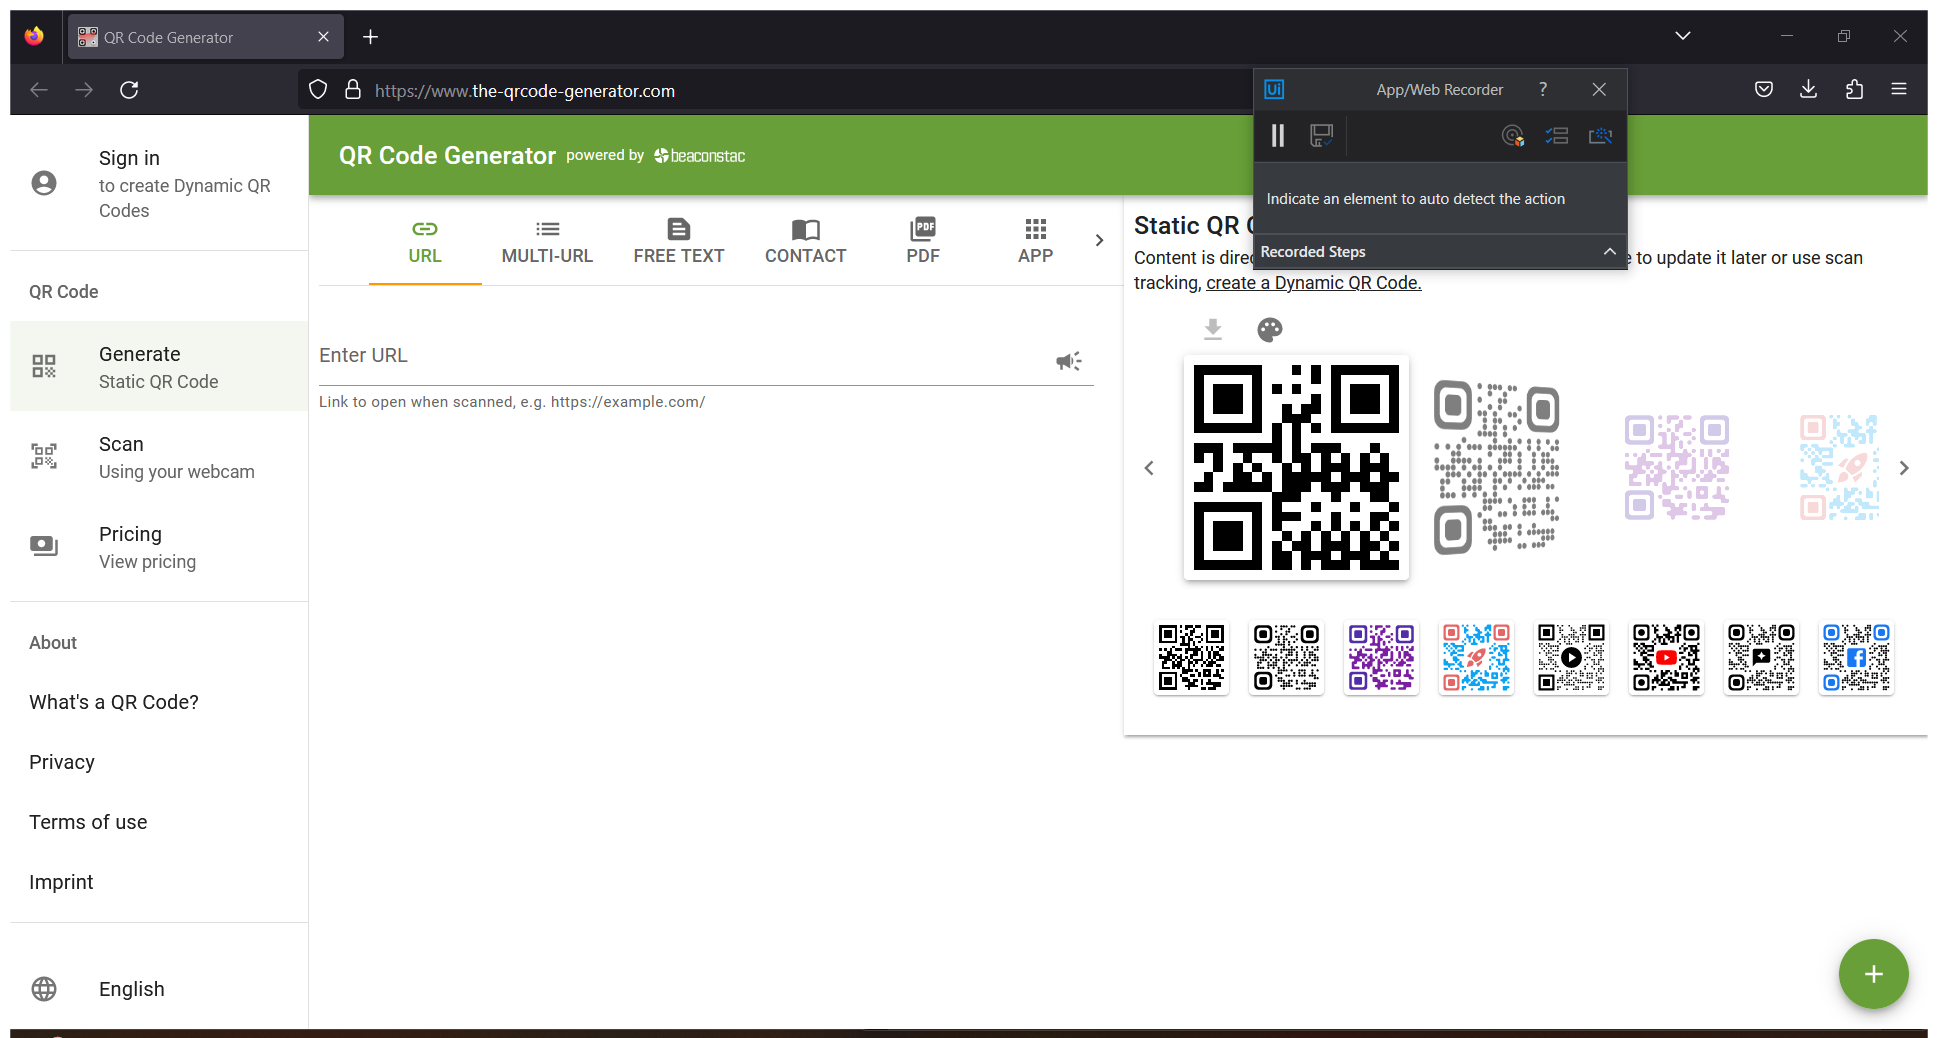 QR Code Generator
https://www.the-qrcode-generator.com
Ui
App/Web Recorder
?
Indicate an element to auto detect the action
Recorded Steps
Sign in
to create Dynamic QR
Codes
QR Code
Generate
Static QR Code
Scan
Using your webcam
Pricing
View pricing
About
What's a QR Code?
Privacy
Terms of use
Imprint
English
QR Code Generator powered by beaconstac
URL
MULTI-URL
FREE TEXT
CONTACT
PDF
PDF
APP
Enter URL
Link to open when scanned, e.g. https://example.com/
Static QR
Content is to update it later or use scan
tracking, create a Dynamic QR Code.